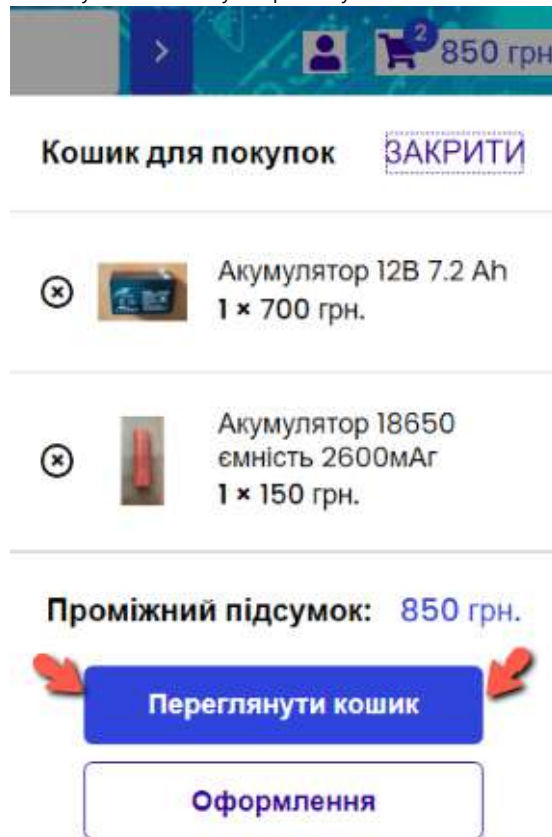 2
850 грн
Кошик для покупок ЗАКРИТИ
Акумулятор 12В 7.2 Ah
1 × 700 грн.
Акумулятор 18650
ємність 2600мАг
1 × 150 грн.
Проміжний підсумок: 850 грн.
Переглянути кошик
Оформлення